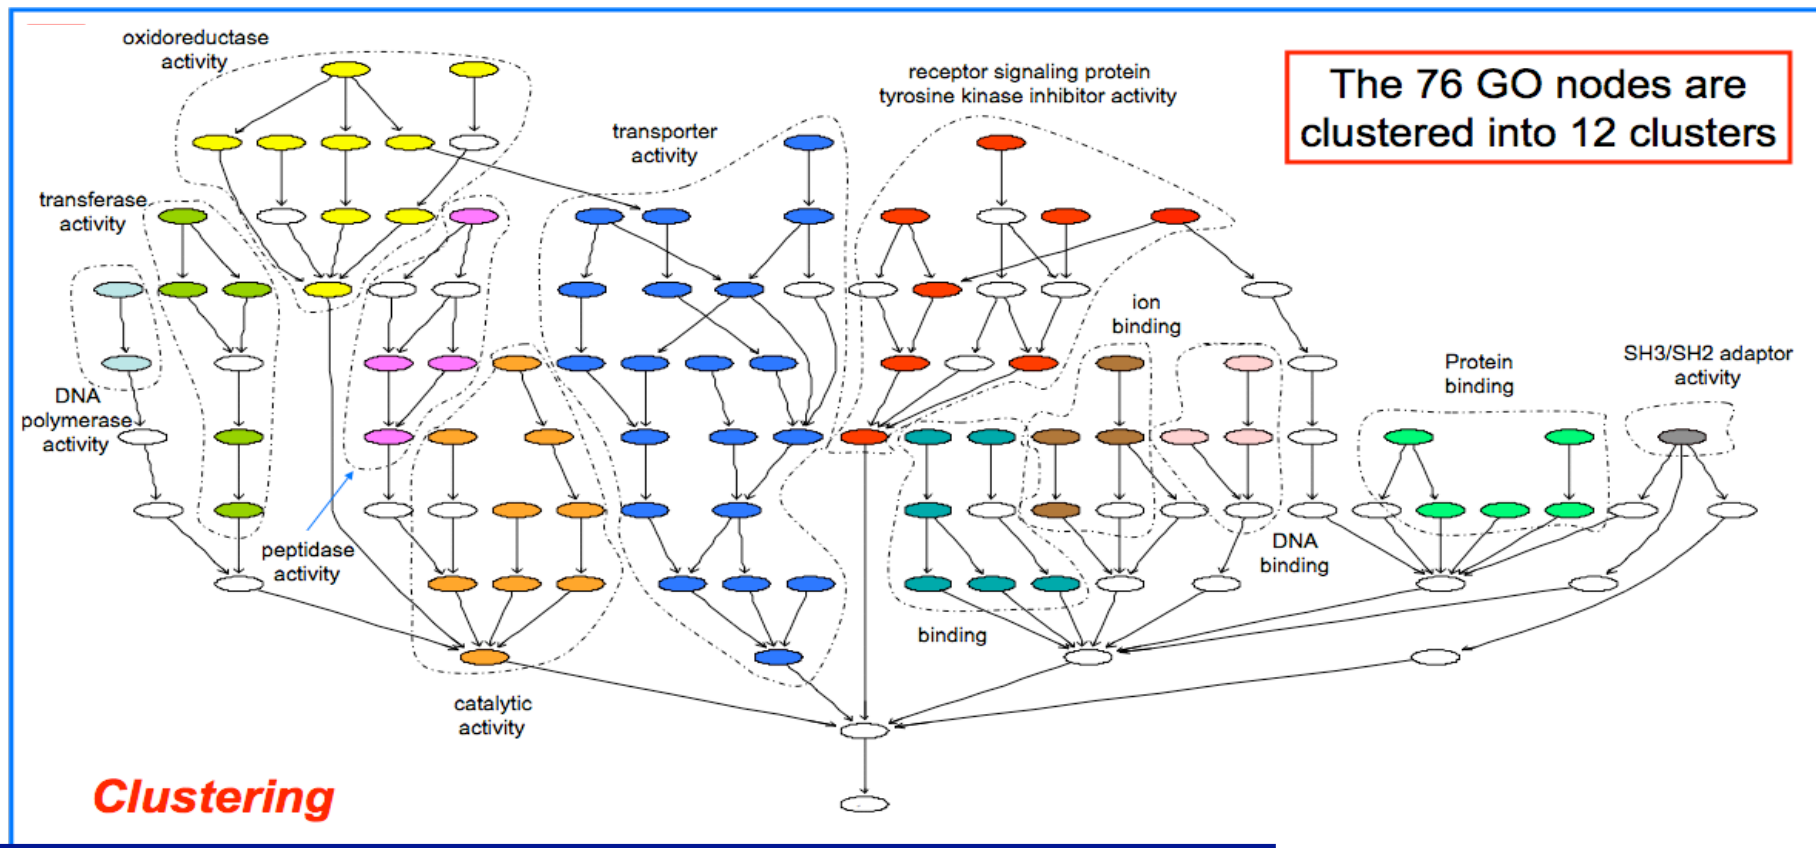 oxidoreductase
activity
receptor signaling protein
tyrosine kinase inhibitor activity
The 76 GO nodes are
clustered into 12 clusters
transporter
activity
transferase
activity
ion
binding
Protein
binding
SH3/SH2 adaptor
activity
DNA
polymerase
activity
peptidase
activity
DNA
binding
binding
catalytic
activity
Clustering